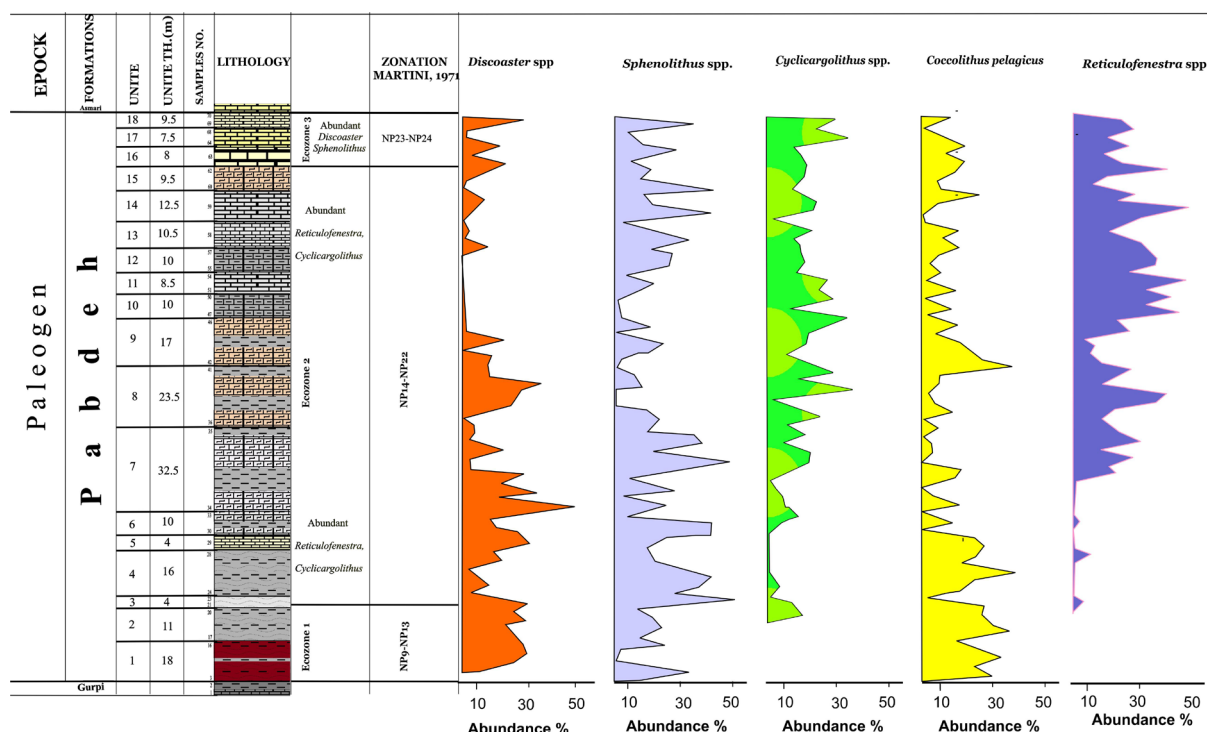 EPOCK
FORMATIONS
UNITE
UNITE TH.(m)
SAMPLES NO.
LITHOLOGY
ZONATION
MARTINI, 1971
Discoaster spp
Sphenolithus spp.
Cyclicargolithus spp.
Coccolithus pelagicus
Reticulofenestra spp
Asmari
Paleogen
Pabdeh
Gurpi
18 9.5
17 7.5
16 8
15 9.5
14 12.5
13 10.5
12 10
11 8.5
10 10
9 17
8 23.5
7 32.5
6 10
5 4
4 16
3 4
2 11
1 18
Ecozone 3
Abundant
Discoaster
Sphenolithus
NP23-NP24
Ecozone 2
Abundant
Reticulofenestra,
Cyclicargolithus
NP14-NP22
Abundant
Reticulofenestra,
Cyclicargolithus
Ecozone 1
NP9-NP13
10 30 50
Abundance %
10 30 50
Abundance %
10 30 50
Abundance %
10 30 50
Abundance %
10 30 50
Abundance %